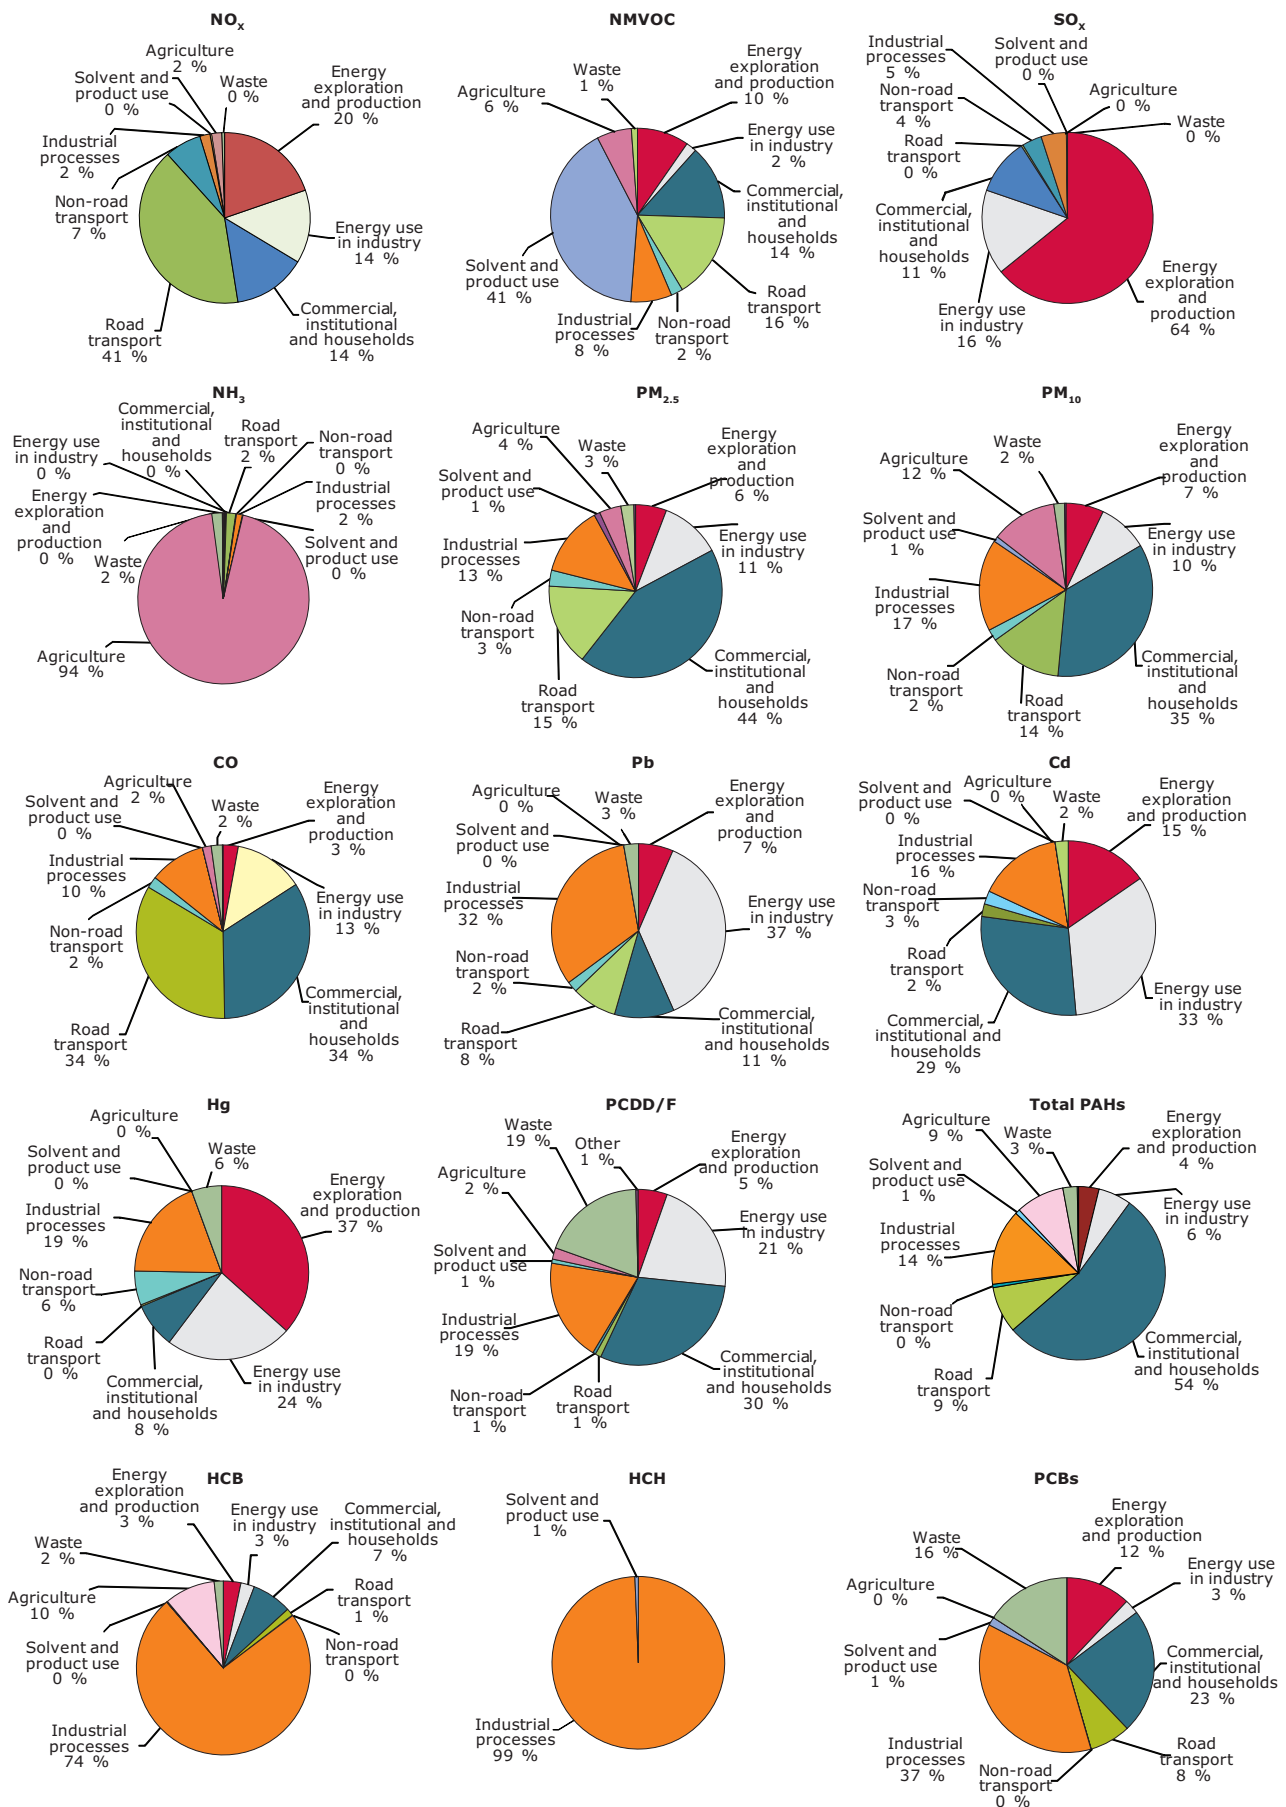 NOx
Agriculture
2 %
Solvent and
product use
0 %
Waste
0 %
Energy
exploration
and production
20 %
Industrial
processes
2 %
Non-road
transport
7 %
Energy use
in industry
14 %
Road
transport
41 %
Commercial,
institutional
and households
14 %
NMVOC
Waste
1 %
Energy
exploration
and production
10 %
Agriculture
6 %
Energy use
in industry
2 %
Commercial,
institutional
and
households
14 %
Solvent and
product use
41 %
Road
transport
16 %
Industrial
processes
8 %
Non-road
transport
2 %
SOx
Industrial
processes
5 %
Solvent and
product use
0 %
Non-road
transport
4 %
Agriculture
0 %
Waste
0 %
Road
transport
0 %
Commercial,
institutional
and
households
11 %
Energy use
in industry
16 %
Energy
exploration
and
production
64 %
NH3
Commercial,
institutional
and
households
0 %
Road
transport
2 %
Non-road
transport
0 %
Energy use
in industry
0 %
Industrial
processes
2 %
Energy
exploration
and
production
0 %
Solvent and
product use
0 %
Waste
2 %
Agriculture
94 %
PM2.5
Agriculture
4 %
Waste
3 %
Energy
exploration
and
production
6 %
Solvent and
product use
1 %
Energy use
in industry
11 %
Industrial
processes
13 %
Non-road
transport
3 %
Road
transport
15 %
Commercial,
institutional
and
households
44 %
PM10
Waste
2 %
Energy
exploration
and
production
7 %
Agriculture
12 %
Solvent and
product use
1 %
Energy use
in industry
10 %
Industrial
processes
17 %
Non-road
transport
2 %
Road
transport
14 %
Commercial,
institutional
and
households
35 %
CO
Agriculture
2 %
Waste
2 %
Energy
exploration
and
production
3 %
Solvent and
product use
0 %
Industrial
processes
10 %
Energy use
in industry
13 %
Non-road
transport
2 %
Road
transport
34 %
Commercial,
institutional
and
households
34 %
Pb
Agriculture
0 %
Waste
3 %
Energy
exploration
and
production
7 %
Solvent and
product use
0 %
Industrial
processes
32 %
Energy use
in industry
37 %
Non-road
transport
2 %
Road
transport
8 %
Commercial,
institutional
and households
11 %
Cd
Solvent and
product use
0 %
Agriculture
0 %
Waste
2 %
Energy
exploration
and production
15 %
Industrial
processes
16 %
Non-road
transport
3 %
Road
transport
2 %
Energy use
in industry
33 %
Commercial,
institutional and
households
29 %
Hg
Agriculture
0 %
Waste
6 %
Solvent and
product use
0 %
Energy
exploration
and production
37 %
Industrial
processes
19 %
Non-road
transport
6 %
Road
transport
0 %
Commercial,
institutional
and households
8 %
Energy use
in industry
24 %
PCDD/F
Waste
19 %
Other
1 %
Energy
exploration
and production
5 %
Agriculture
2 %
Energy use
in industry
21 %
Solvent and
product use
1 %
Industrial
processes
19 %
Non-road
transport
1 %
Road
transport
1 %
Commercial,
institutional
and households
30 %
Total PAHs
Agriculture
9 %
Waste
3 %
Energy
exploration
and production
4 %
Solvent and
product use
1 %
Energy use
in industry
6 %
Industrial
processes
14 %
Non-road
transport
0 %
Road
transport
9 %
Commercial,
institutional
and households
54 %
HCB
Energy
exploration
and production
3 %
Energy use
in industry
3 %
Commercial,
institutional and
households
7 %
Waste
2 %
Agriculture
10 %
Road
transport
1 %
Solvent and
product use
0 %
Non-road
transport
0 %
Industrial
processes
74 %
HCH
Solvent and
product use
1 %
Industrial
processes
99 %
PCBs
Energy
exploration
and production
12 %
Waste
16 %
Energy use
in industry
3 %
Agriculture
0 %
Solvent and
product use
1 %
Commercial,
institutional
and households
23 %
Industrial
processes
37 %
Non-road
transport
0 %
Road
transport
8 %